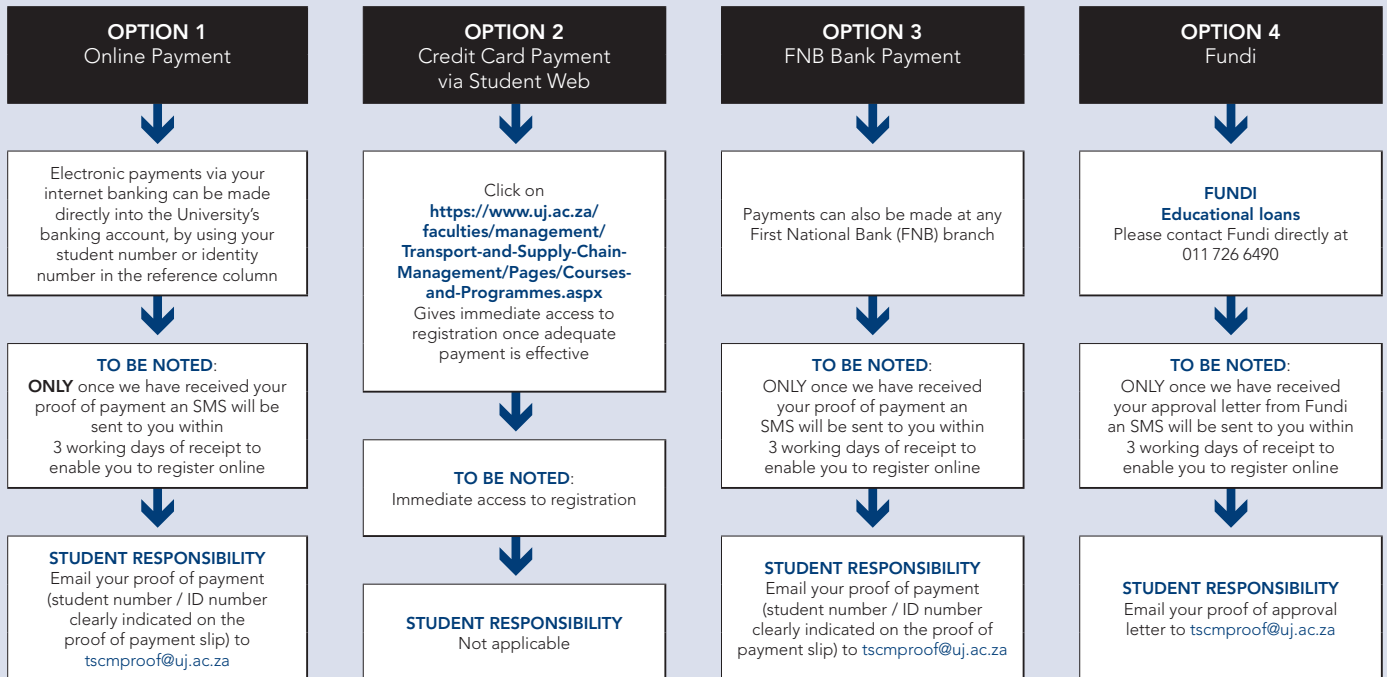 OPTION 1
Online Payment
Electronic payments via your
internet banking can be made
directly into the University's
banking account, by using your
student number or identity
number in the reference column
TO BE NOTED:
ONLY once we have received your
proof of payment an SMS will be
sent to you within
3 working days of receipt to
enable you to register online
STUDENT RESPONSIBILITY
Email your proof of payment
(student number / ID number
clearly indicated on the
proof of payment slip) to
tscmproof@uj.ac.za
OPTION 2
Credit Card Payment
via Student Web
Click on
https://www.uj.ac.za/
faculties/management/
Transport-and-Supply-Chain-
Management/Pages/Courses-
and-Programmes.aspx
Gives immediate access to
registration once adequate
payment is effective
TO BE NOTED:
Immediate access to registration
STUDENT RESPONSIBILITY
Not applicable
OPTION 3
FNB Bank Payment
Payments can also be made at any
First National Bank (FNB) branch
TO BE NOTED:
ONLY once we have received
your proof of payment an
SMS will be sent to you within
3 working days of receipt to
enable you to register online
STUDENT RESPONSIBILITY
Email your proof of payment
(student number / ID number
clearly indicated on the proof of
payment slip) to tscmproof@uj.ac.za
OPTION 4
Fundi
FUNDI
Educational loans
Please contact Fundi directly at
011 726 6490
TO BE NOTED:
ONLY once we have received
your approval letter from Fundi
an SMS will be sent to you within
3 working days of receipt to
enable you to register online
STUDENT RESPONSIBILITY
Email your proof of approval
letter to tscmproof@uj.ac.za